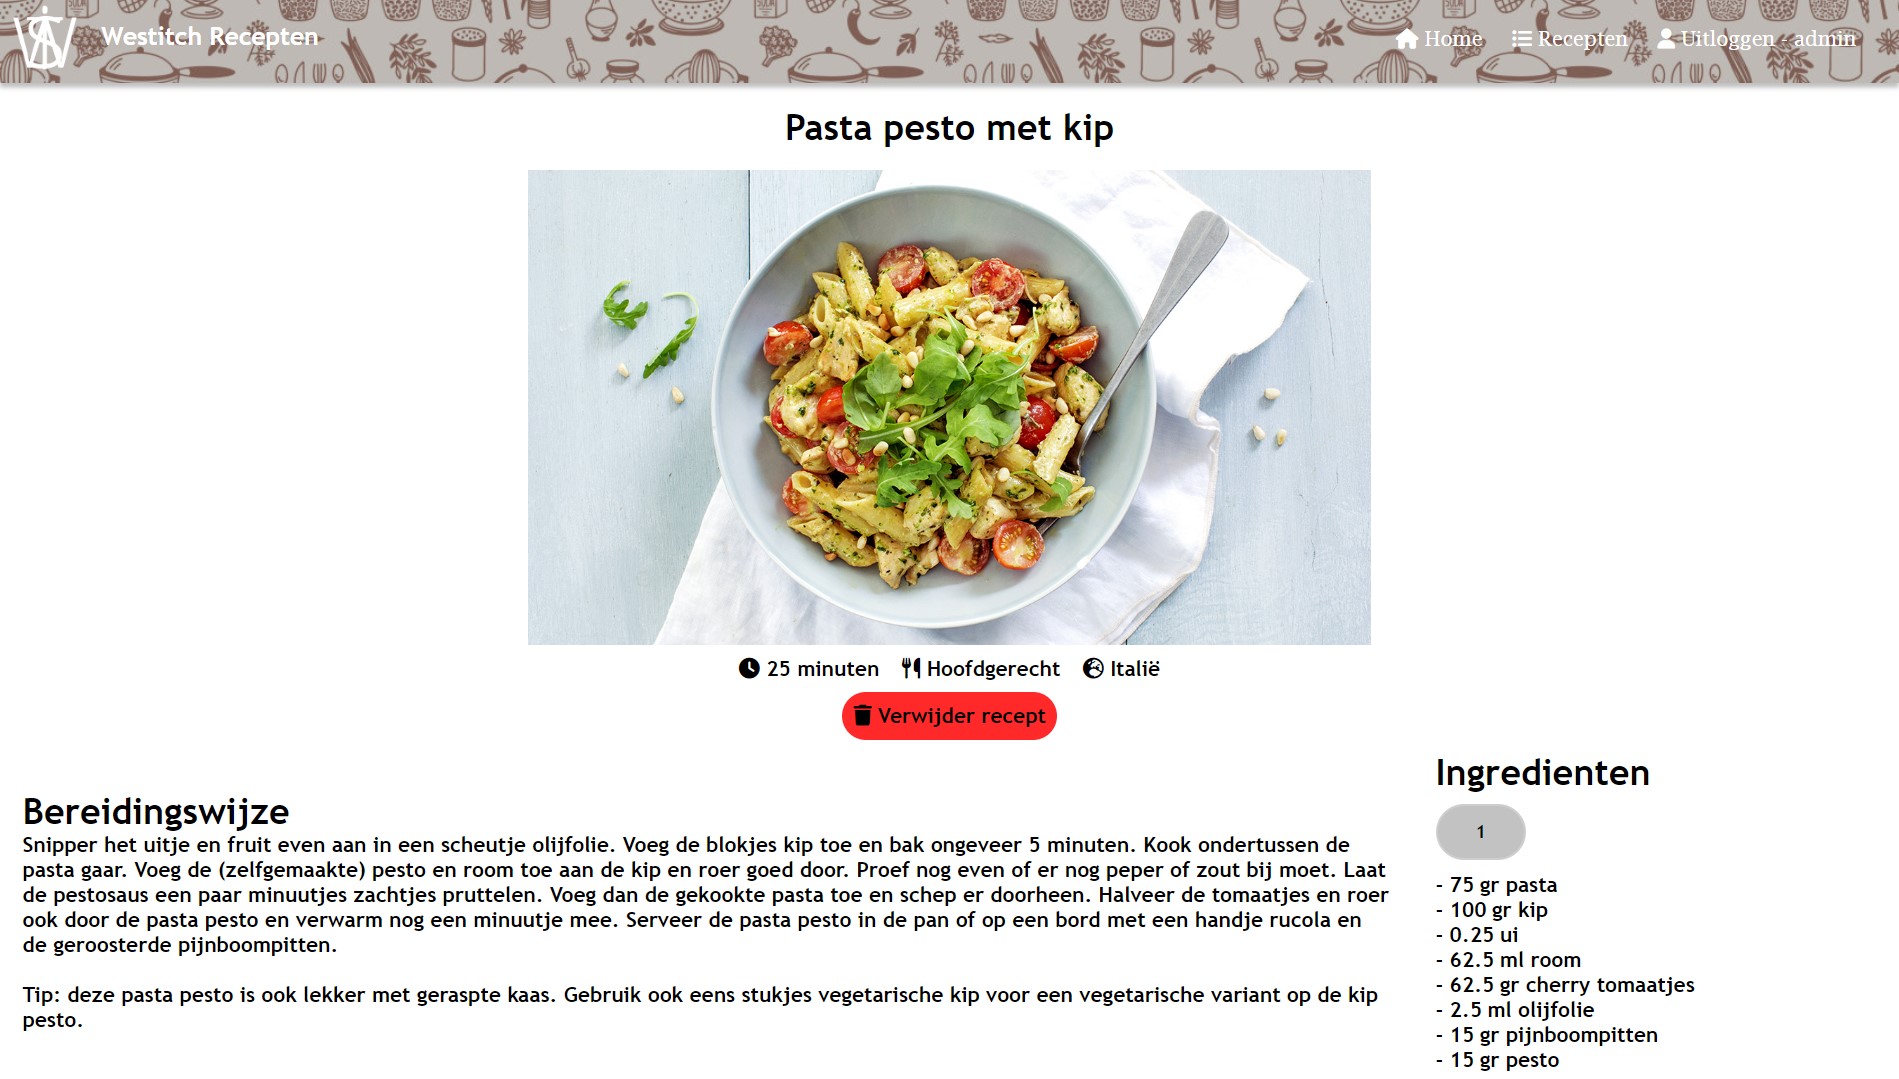 Westitch Recepten
Home
Recepten
Uitloggen - admin
Pasta pesto met kip
25 minuten
Hoofdgerecht
Italië
Verwijder recept
Bereidingswijze
Snipper het uitje en fruit even aan in een scheutje olijfolie. Voeg de blokjes kip toe en bak ongeveer 5 minuten. Kook ondertussen de
pasta gaar. Voeg de (zelfgemaakte) pesto en room toe aan de kip en roer goed door. Proef nog even of er nog peper of zout bij moet. Laat
de pestosaus een paar minuutjes zachtjes pruttelen. Voeg dan de gekookte pasta toe en schep er doorheen. Halveer de tomaatjes en roer
ook door de pasta pesto en verwarm nog een minuutje mee. Serveer de pasta pesto in de pan of op een bord met een handje rucola en
de geroosterde pijnboompitten.
Tip: deze pasta pesto is ook lekker met geraspte kaas. Gebruik ook eens stukjes vegetarische kip voor een vegetarische variant op de kip
pesto.
Ingredienten
1
- 75 gr pasta
- 100 gr kip
- 0.25 ui
- 62.5 ml room
- 62.5 gr cherry tomaatjes
- 2.5 ml olijfolie
- 15 gr pijnboompitten
- 15 gr pesto